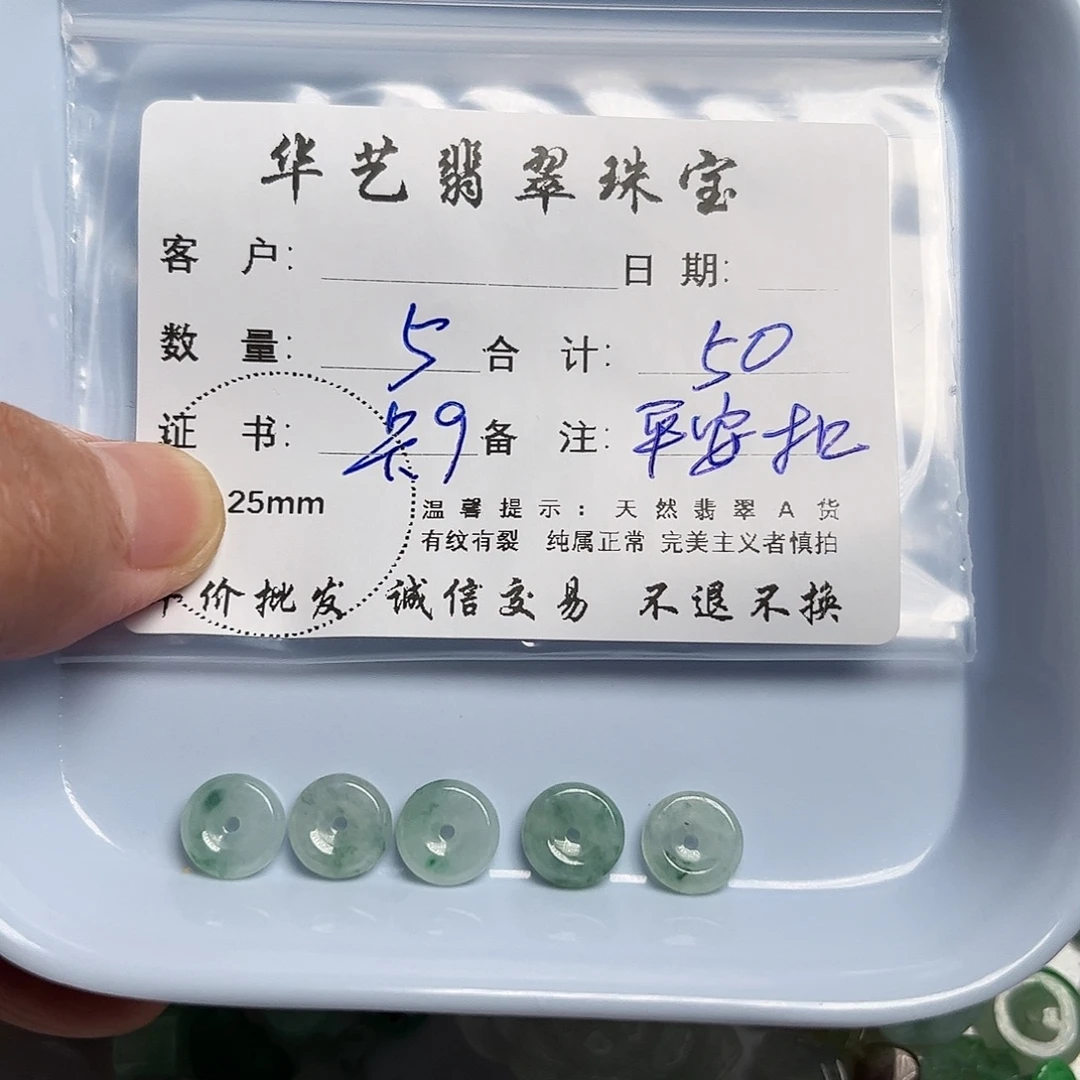 华艺翡翠珠宝
客 户: 日 期:
数 量: 5 合 计: 50
证 书: 共9 备 注: 平安扣
25mm 温馨提示: 天然翡翠A货
有纹有裂 纯属正常 完美主义者慎拍
价批发 诚信交易 不退不换